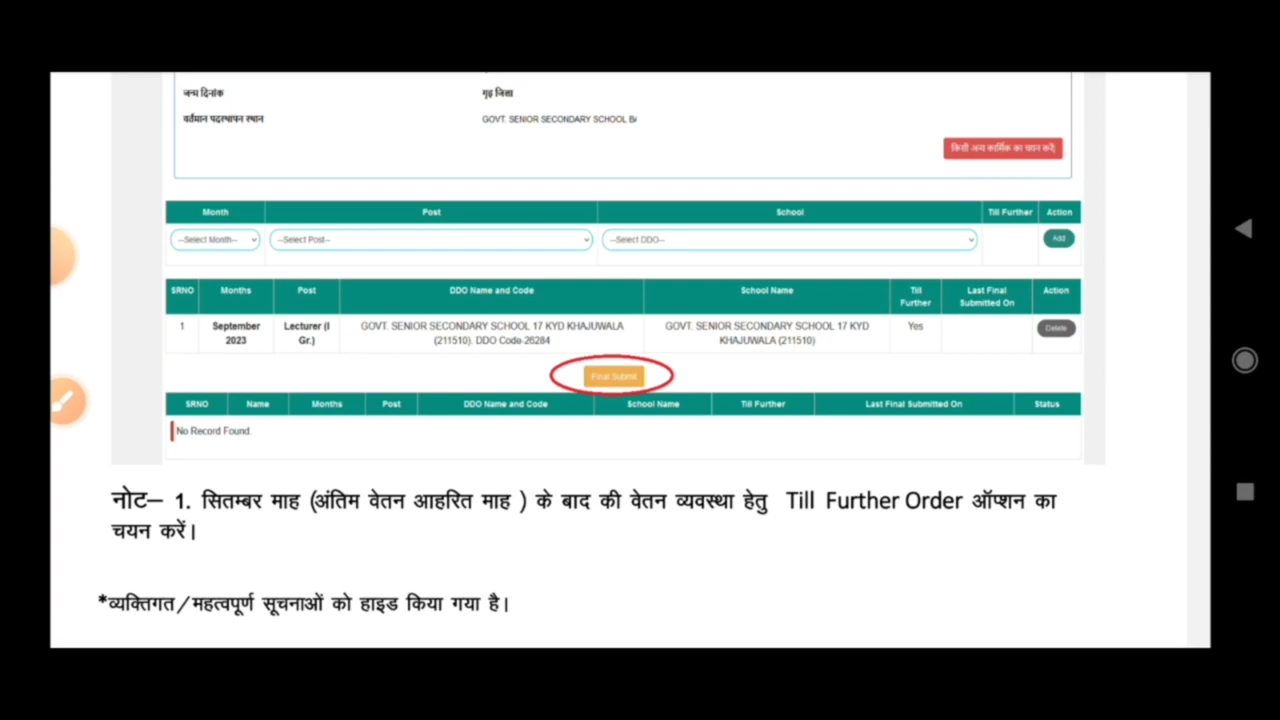 जन्म दिनांक गृह जिला
वर्तमान पदस्थापन स्थान GOVT. SENIOR SECONDARY SCHOOL BA
किसी अन्य कार्मिक का चयन करें|
Month Post School Till Further Action
--Select Month-- --Select Post-- --Select DDO-- Add
SRNO Months Post DDO Name and Code School Name Till Further Last Final Submitted On Action
1 September 2023 Lecturer (I Gr.) GOVT. SENIOR SECONDARY SCHOOL 17 KYD KHAJUWALA (211510). DDO Code-26284 GOVT. SENIOR SECONDARY SCHOOL 17 KYD KHAJUWALA (211510) Yes Delete
Final Submit
SRNO Name Months Post DDO Name and Code School Name Till Further Last Final Submitted On Status
No Record Found
नोट– 1. सितम्बर माह (अंतिम वेतन आहरित माह ) के बाद की वेतन व्यवस्था हेतु Till Further Order ऑप्शन का
चयन करें।
*व्यक्तिगत/महत्वपूर्ण सूचनाओं को हाइड किया गया है।